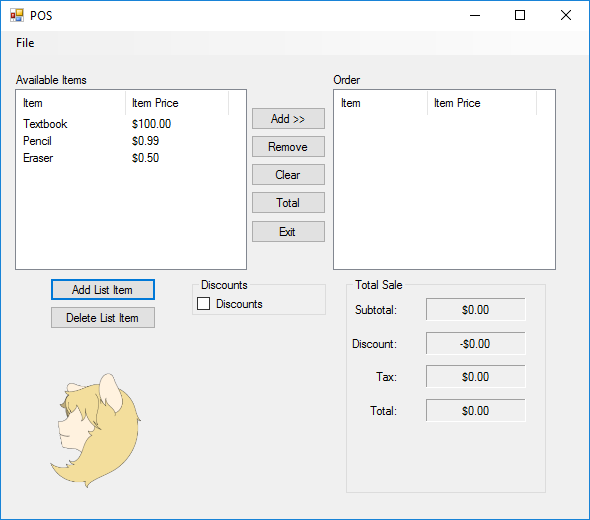 POS
File
Available Items
Item Item Price
Textbook $100.00
Pencil $0.99
Eraser $0.50
Add >>
Remove
Clear
Total
Exit
Order
Item Item Price
Add List Item
Delete List Item
Discounts
Discounts
Total Sale
Subtotal: $0.00
Discount: -$0.00
Tax: $0.00
Total: $0.00